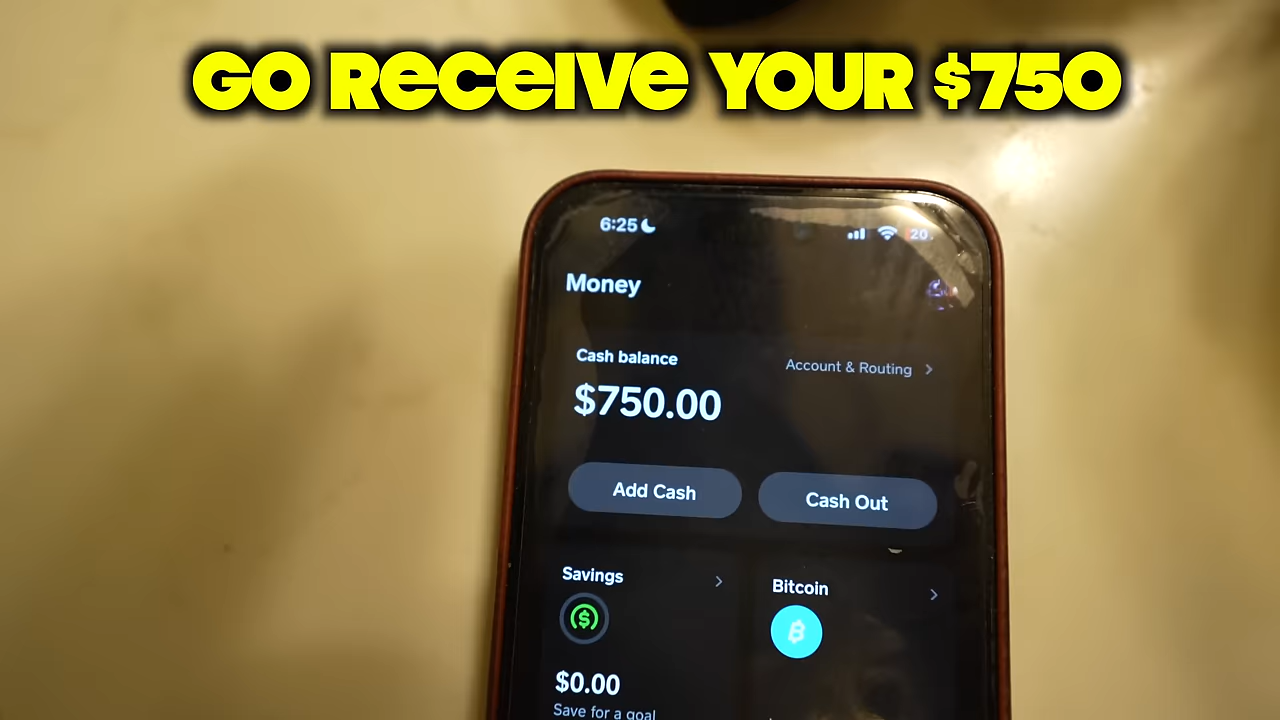 GO RECEIVE YOUR $750
6:25
20
Money
Cash balance
Account & Routing
$750.00
Add Cash
Cash Out
Savings
Bitcoin
$0.00
Save for a goal